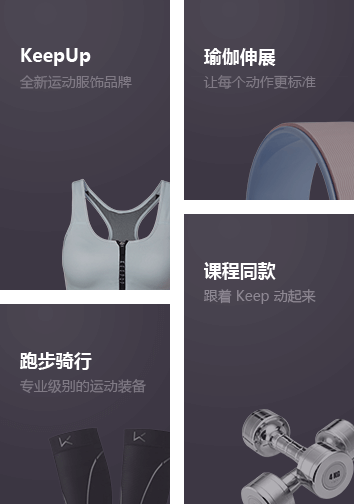 KeepUp
全新运动服饰品牌
瑜伽伸展
让每个动作更标准
课程同款
跟着 Keep 动起来
4 KG
跑步骑行
专业级别的运动装备